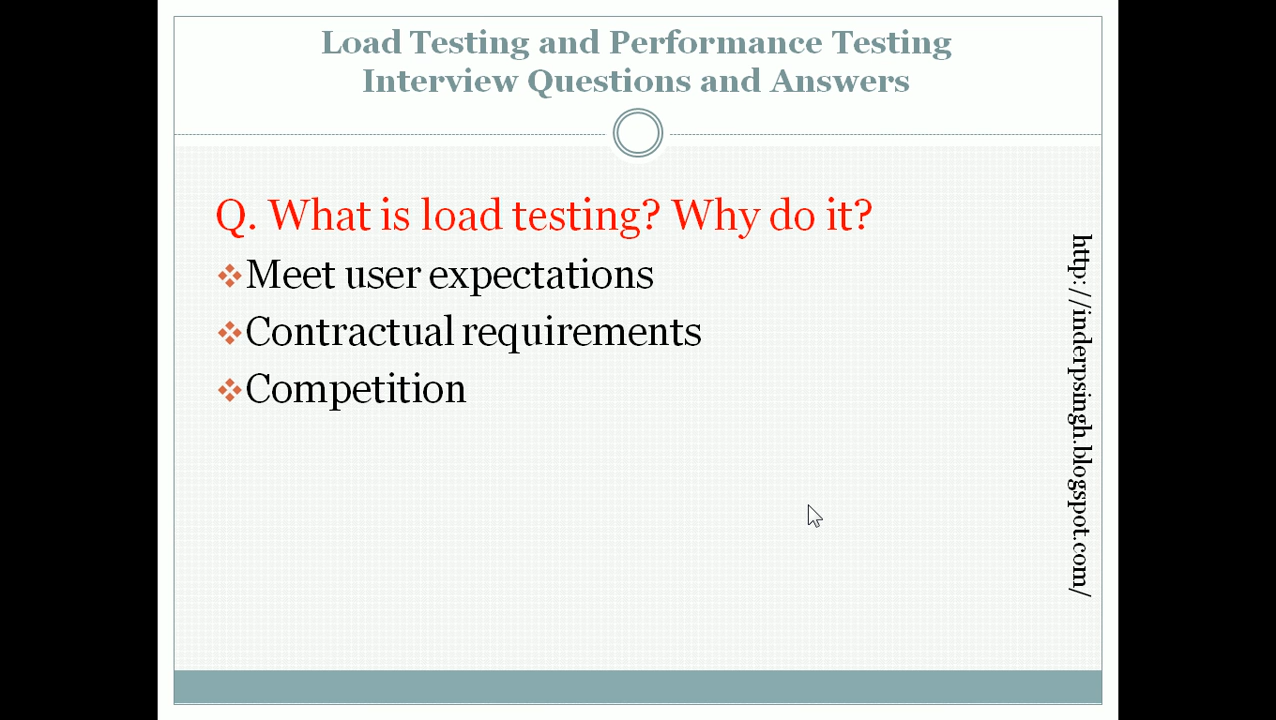 Load Testing and Performance Testing
Interview Questions and Answers
Q. What is load testing? Why do it?
Meet user expectations
Contractual requirements
Competition
http://inderpsingh.blogspot.com/